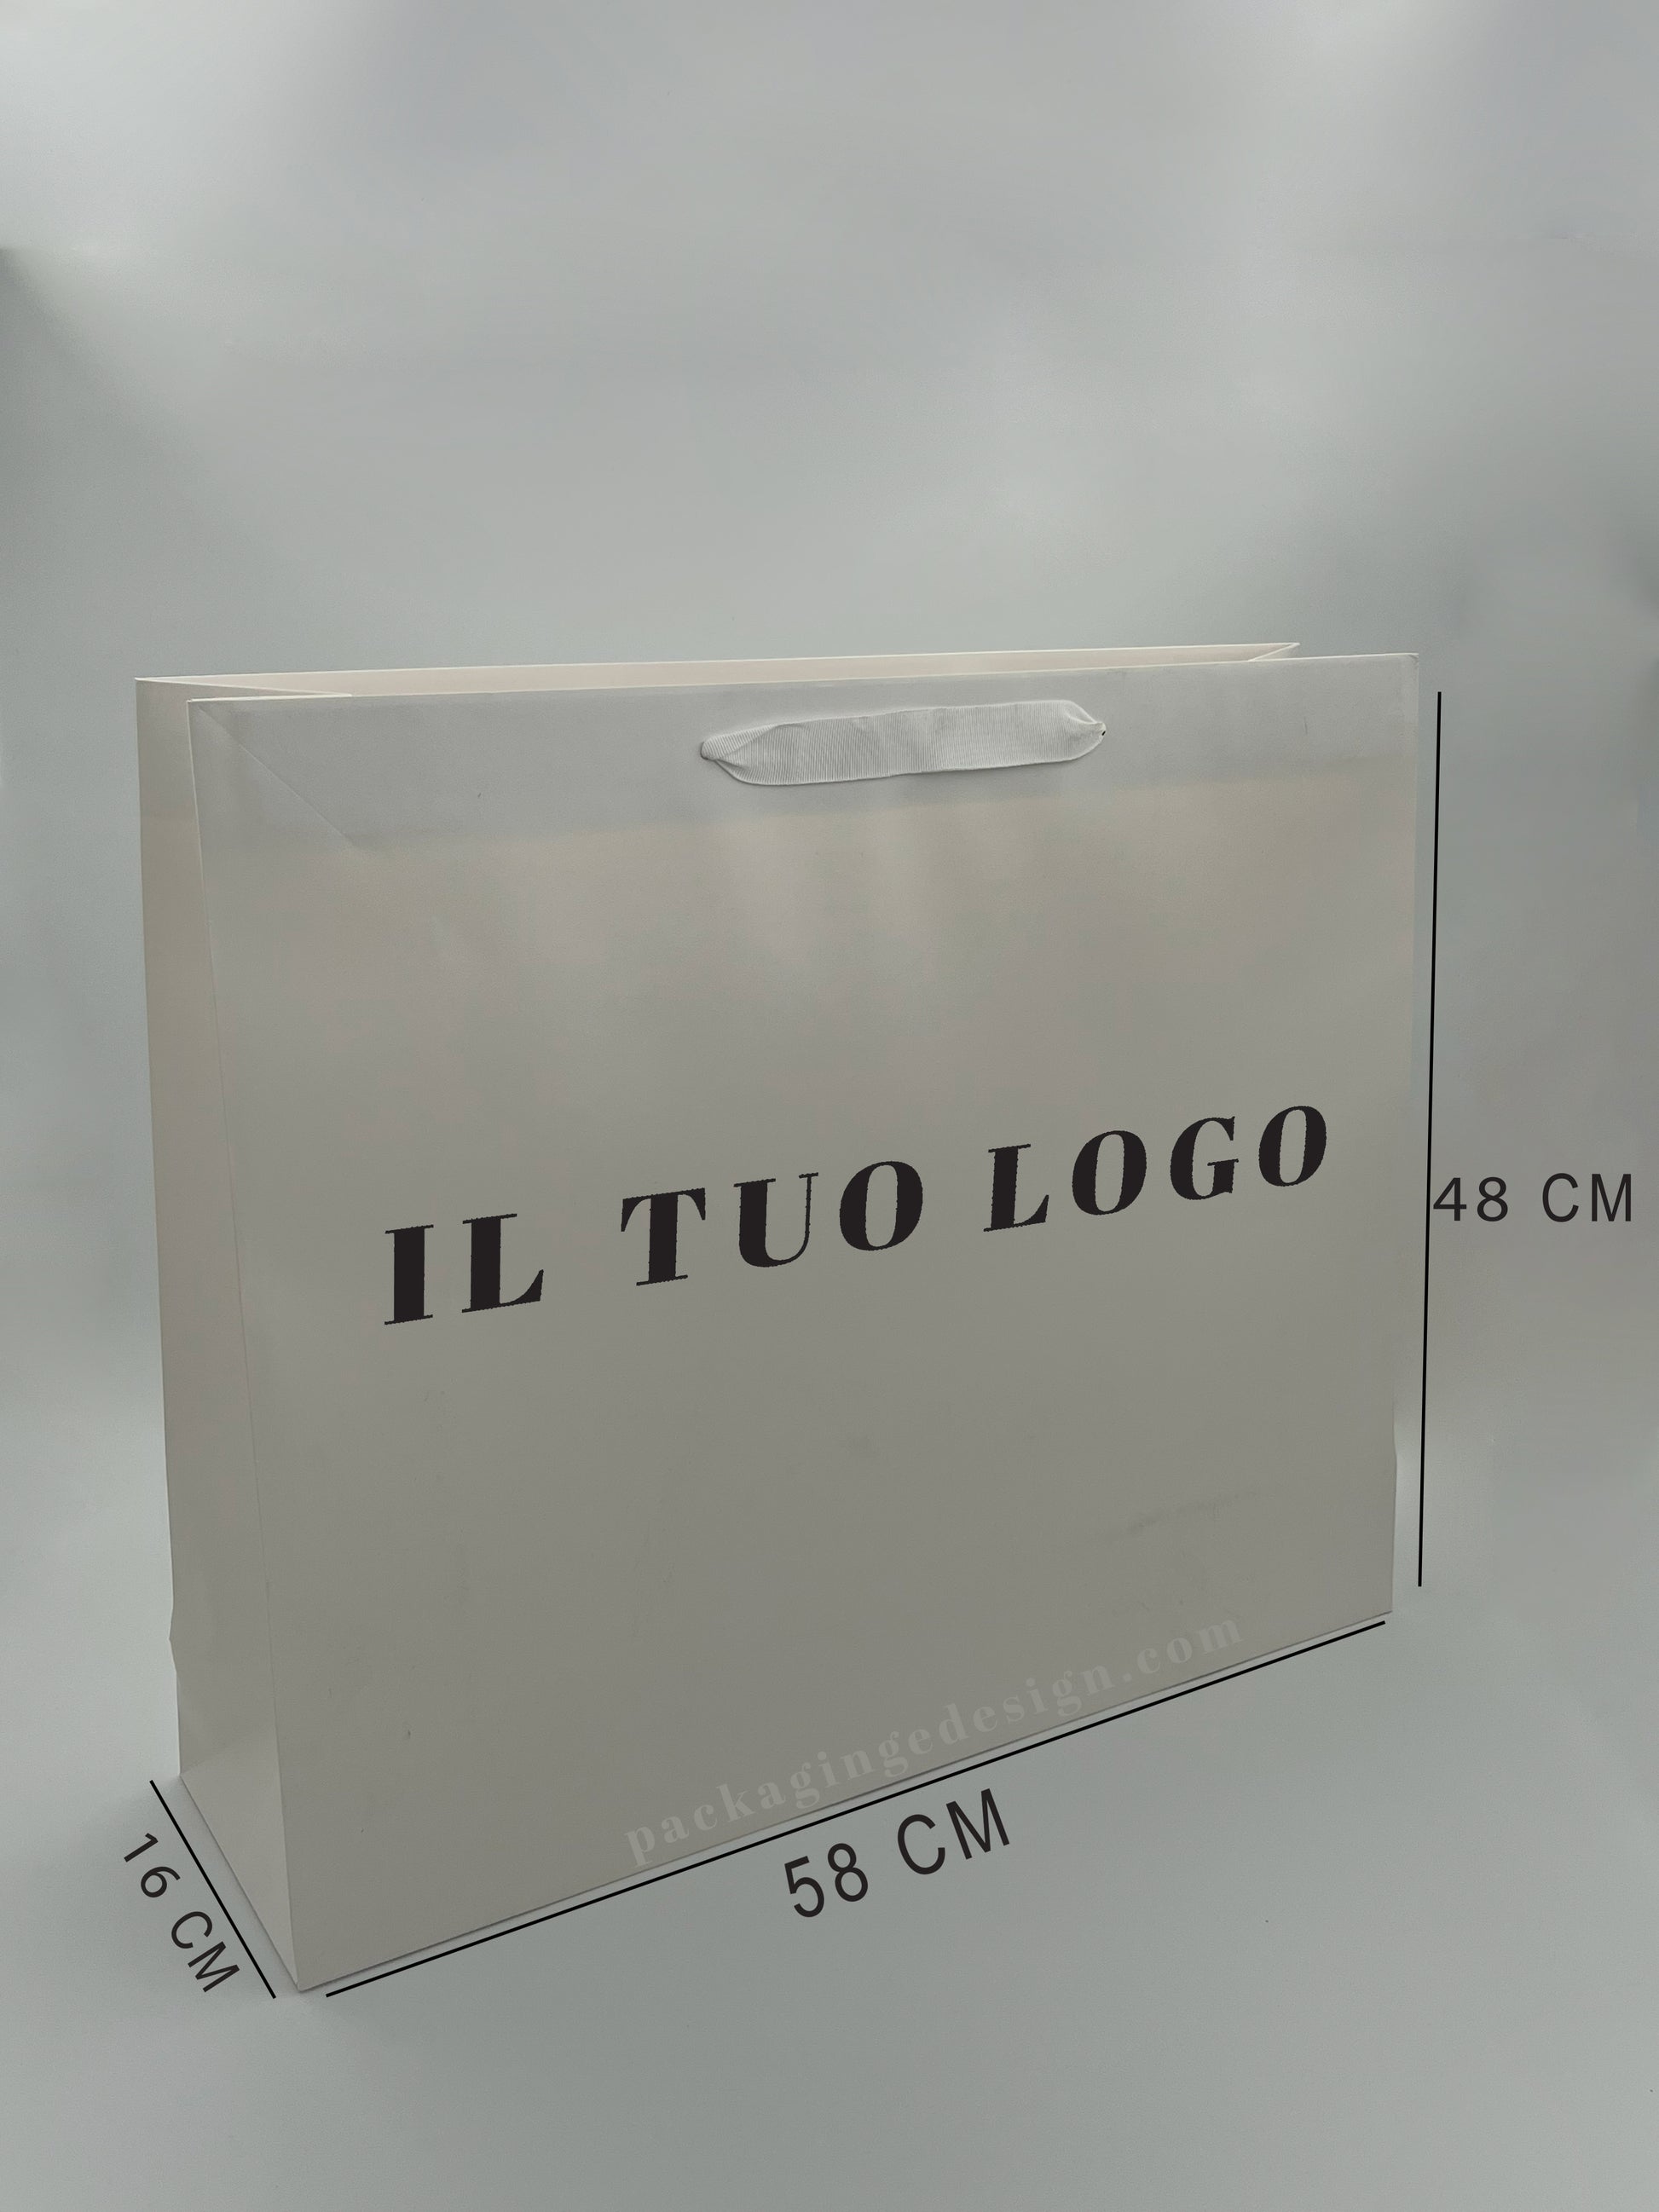 IL TUO LOGO
48 CM
packagingedesign.com
58 CM
16 CM